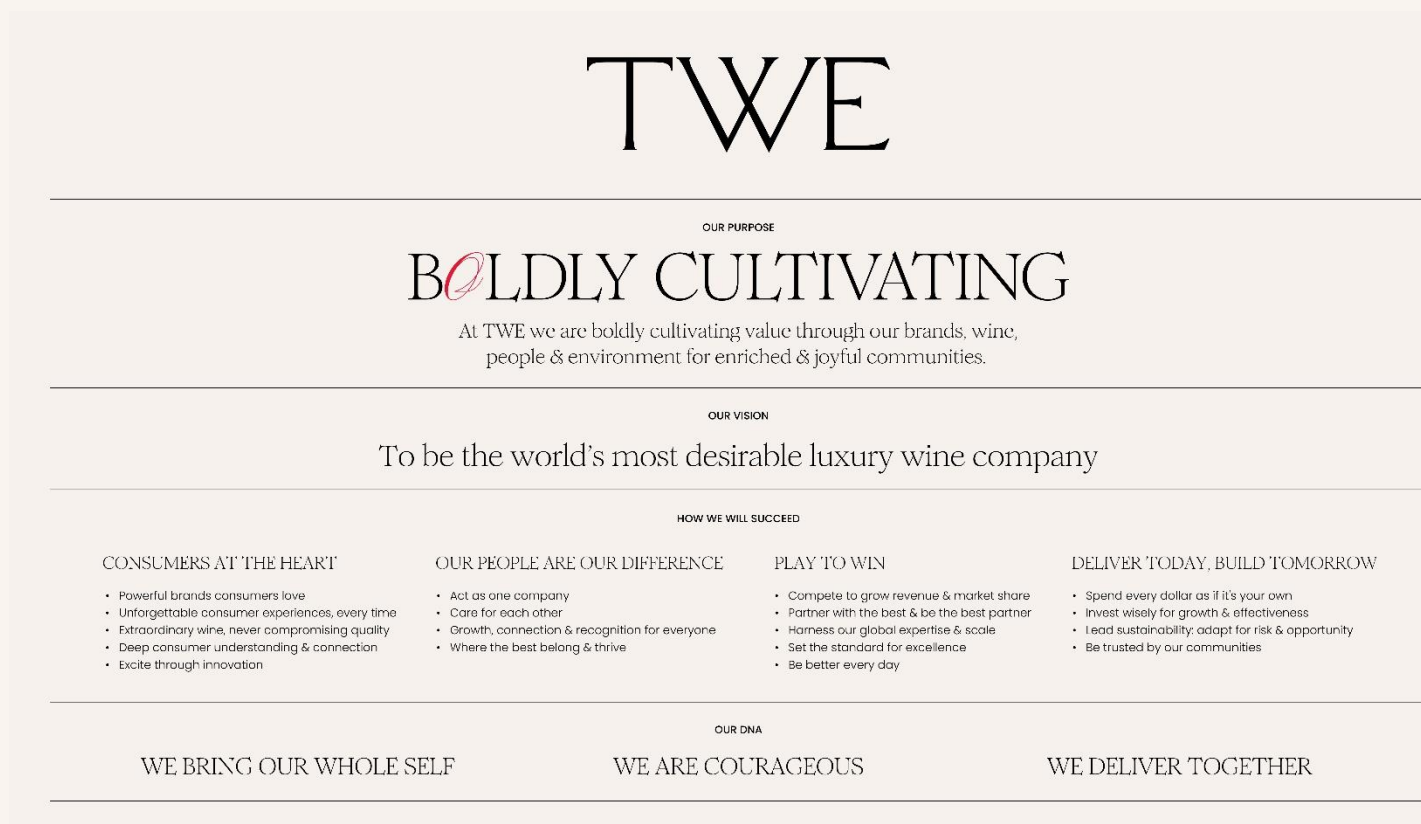 TWE
OUR PURPOSE
BOLDLY CULTIVATING
At TWE we are boldly cultivating value through our brands, wine,
people & environment for enriched & joyful communities.
OUR VISION
To be the world's most desirable luxury wine company
HOW WE WILL SUCCEED
CONSUMERS AT THE HEART
• Powerful brands consumers love
• Unforgettable consumer experiences, every time
• Extraordinary wine, never compromising quality
• Deep consumer understanding & connection
• Excite through innovation
OUR PEOPLE ARE OUR DIFFERENCE
• Act as one company
• Care for each other
• Growth, connection & recognition for everyone
• Where the best belong & thrive
PLAY TO WIN
• Compete to grow revenue & market share
• Partner with the best & be the best partner
• Harness our global expertise & scale
• Set the standard for excellence
• Be better every day
DELIVER TODAY, BUILD TOMORROW
• Spend every dollar as if it's your own
• Invest wisely for growth & effectiveness
• Lead sustainability: adapt for risk & opportunity
• Be trusted by our communities
OUR DNA
WE BRING OUR WHOLE SELF
WE ARE COURAGEOUS
WE DELIVER TOGETHER